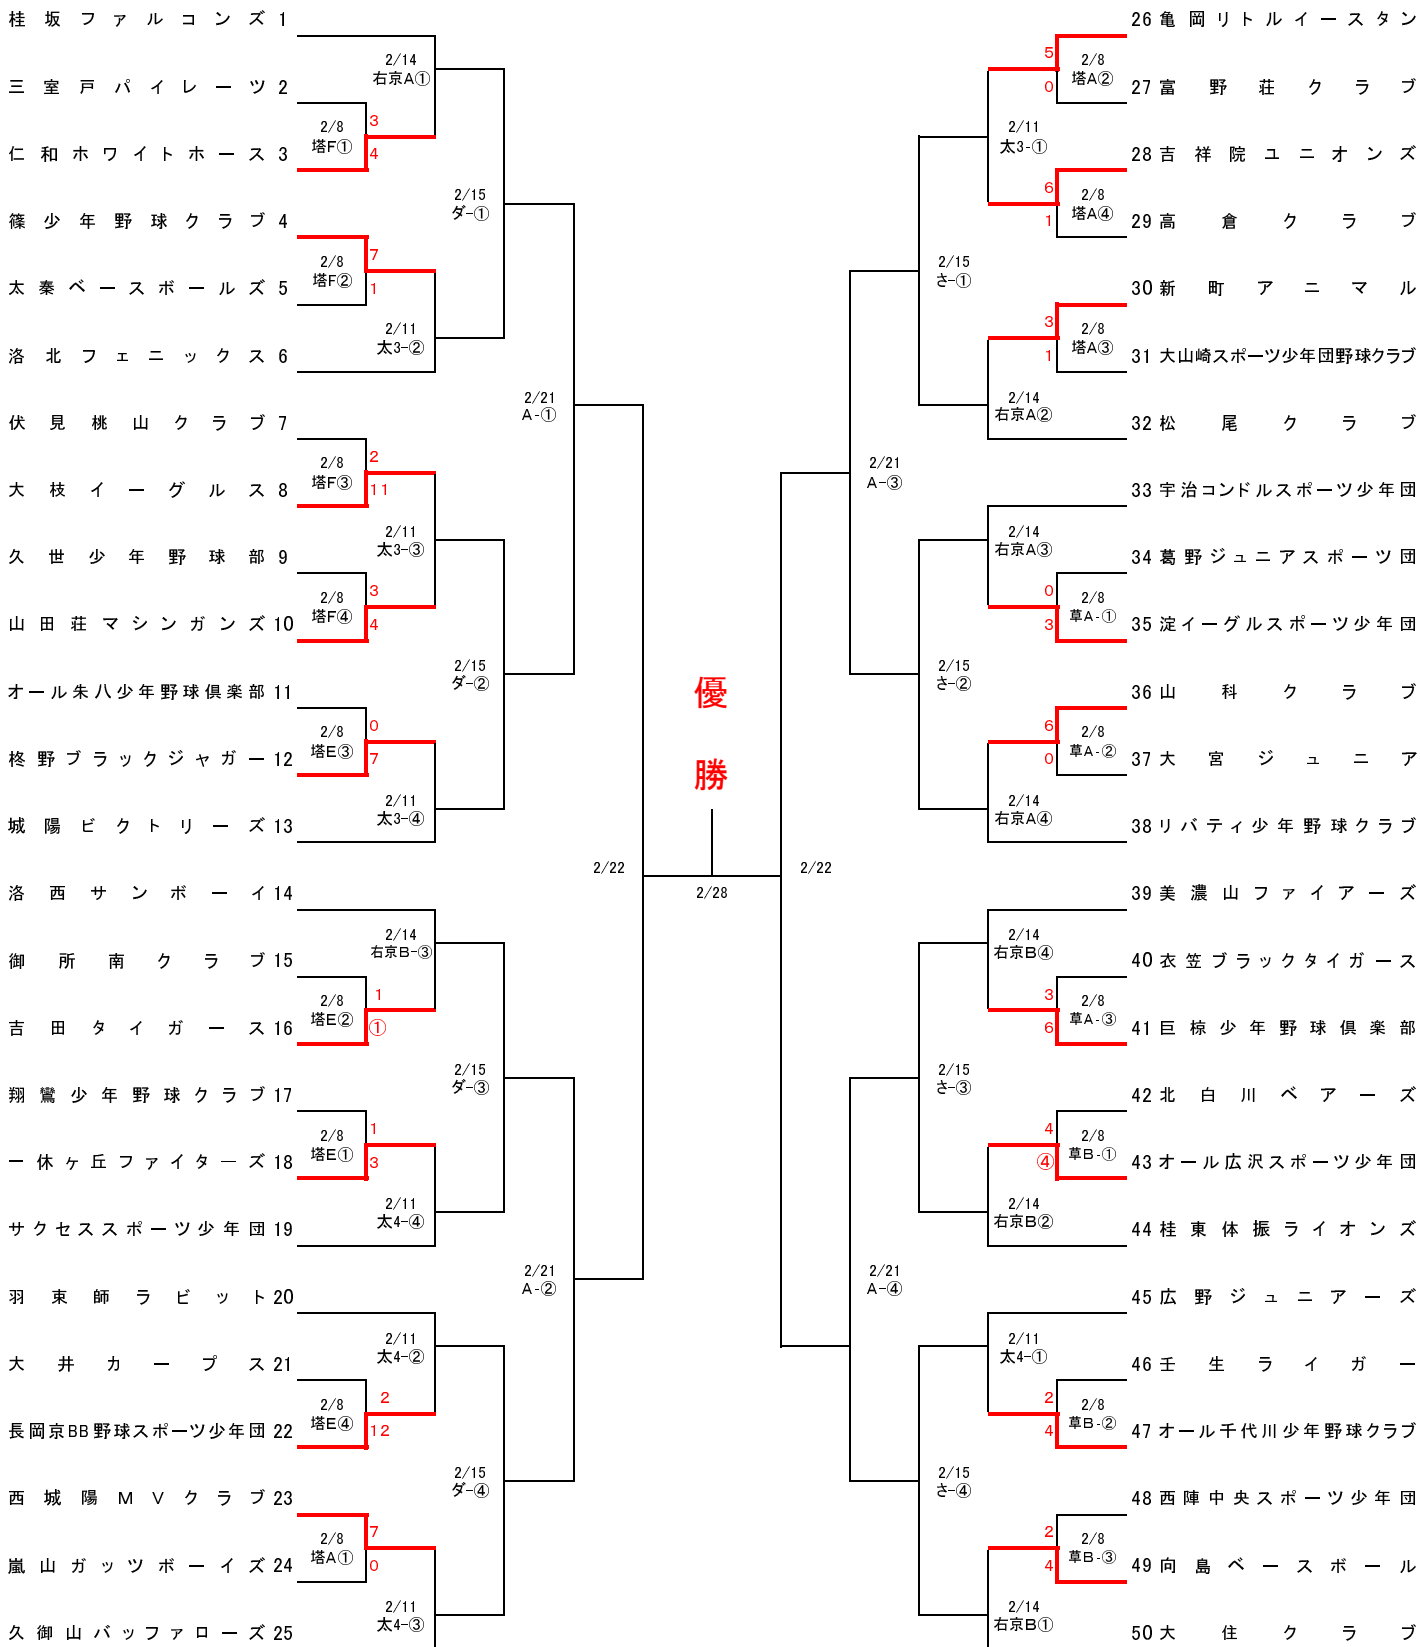 桂坂ファルコンズ 1
2/14
右京A①
三室戸パイレーツ 2
2/8
塔F①
3
4
仁和ホワイトホース 3
2/15
ダ-①
篠少年野球クラブ 4
2/8
塔F②
7
1
太秦ベースボールズ 5
2/11
太3-②
洛北フェニックス 6
2/21
A-①
伏見桃山クラブ 7
2/8
塔F③
2
11
大枝イーグルス 8
2/11
太3-③
久世少年野球部 9
2/8
塔F④
3
4
山田荘マシンガンズ 10
2/15
ダ-②
オール朱八少年野球倶楽部 11
2/8
塔E③
0
7
柊野ブラックジャガー 12
2/11
太3-④
城陽ビクトリーズ 13
2/22
洛西サンボーイ 14
2/14
右京B-③
御所南クラブ 15
2/8
塔E②
1
①
吉田タイガース 16
2/15
ダ-③
翔鸞少年野球クラブ 17
2/8
塔E①
1
3
一休ヶ丘ファイターズ 18
2/11
太4-④
サクセススポーツ少年団 19
2/21
A-②
羽束師ラビット 20
2/11
太4-②
大井カープス 21
2/8
塔E④
2
12
長岡京BB野球スポーツ少年団 22
2/15
ダ-④
西城陽MVクラブ 23
2/8
塔A①
7
0
嵐山ガッツボーイズ 24
2/11
太4-③
久御山バッファローズ 25
優
勝
2/28
26 亀岡リトルイースタン
5
0
2/8
塔A②
27 富野荘クラブ
2/11
太3-①
28 吉祥院ユニオンズ
6
1
2/8
塔A④
29 高倉クラブ
2/15
さ-①
30 新町アニマル
3
1
2/8
塔A③
31 大山崎スポーツ少年団野球クラブ
2/14
右京A②
32 松尾クラブ
2/21
A-③
33 宇治コンドルスポーツ少年団
2/14
右京A③
34 葛野ジュニアスポーツ団
0
3
2/8
草A-①
35 淀イーグルスポーツ少年団
2/15
さ-②
36 山科クラブ
6
0
2/8
草A-②
37 大宮ジュニア
2/14
右京A④
38 リバティ少年野球クラブ
2/22
39 美濃山ファイアーズ
2/14
右京B④
40 衣笠ブラックタイガース
3
6
2/8
草A-③
41 巨椋少年野球倶楽部
2/15
さ-③
42 北白川ベアーズ
4
④
2/8
草B-①
43 オール広沢スポーツ少年団
2/14
右京B②
44 桂東体振ライオンズ
2/21
A-④
45 広野ジュニアーズ
2/11
太4-①
46 壬生ライガー
2
4
2/8
草B-②
47 オール千代川少年野球クラブ
2/15
さ-④
48 西陣中央スポーツ少年団
2
4
2/8
草B-③
49 向島ベースボール
2/14
右京B①
50 大住クラブ